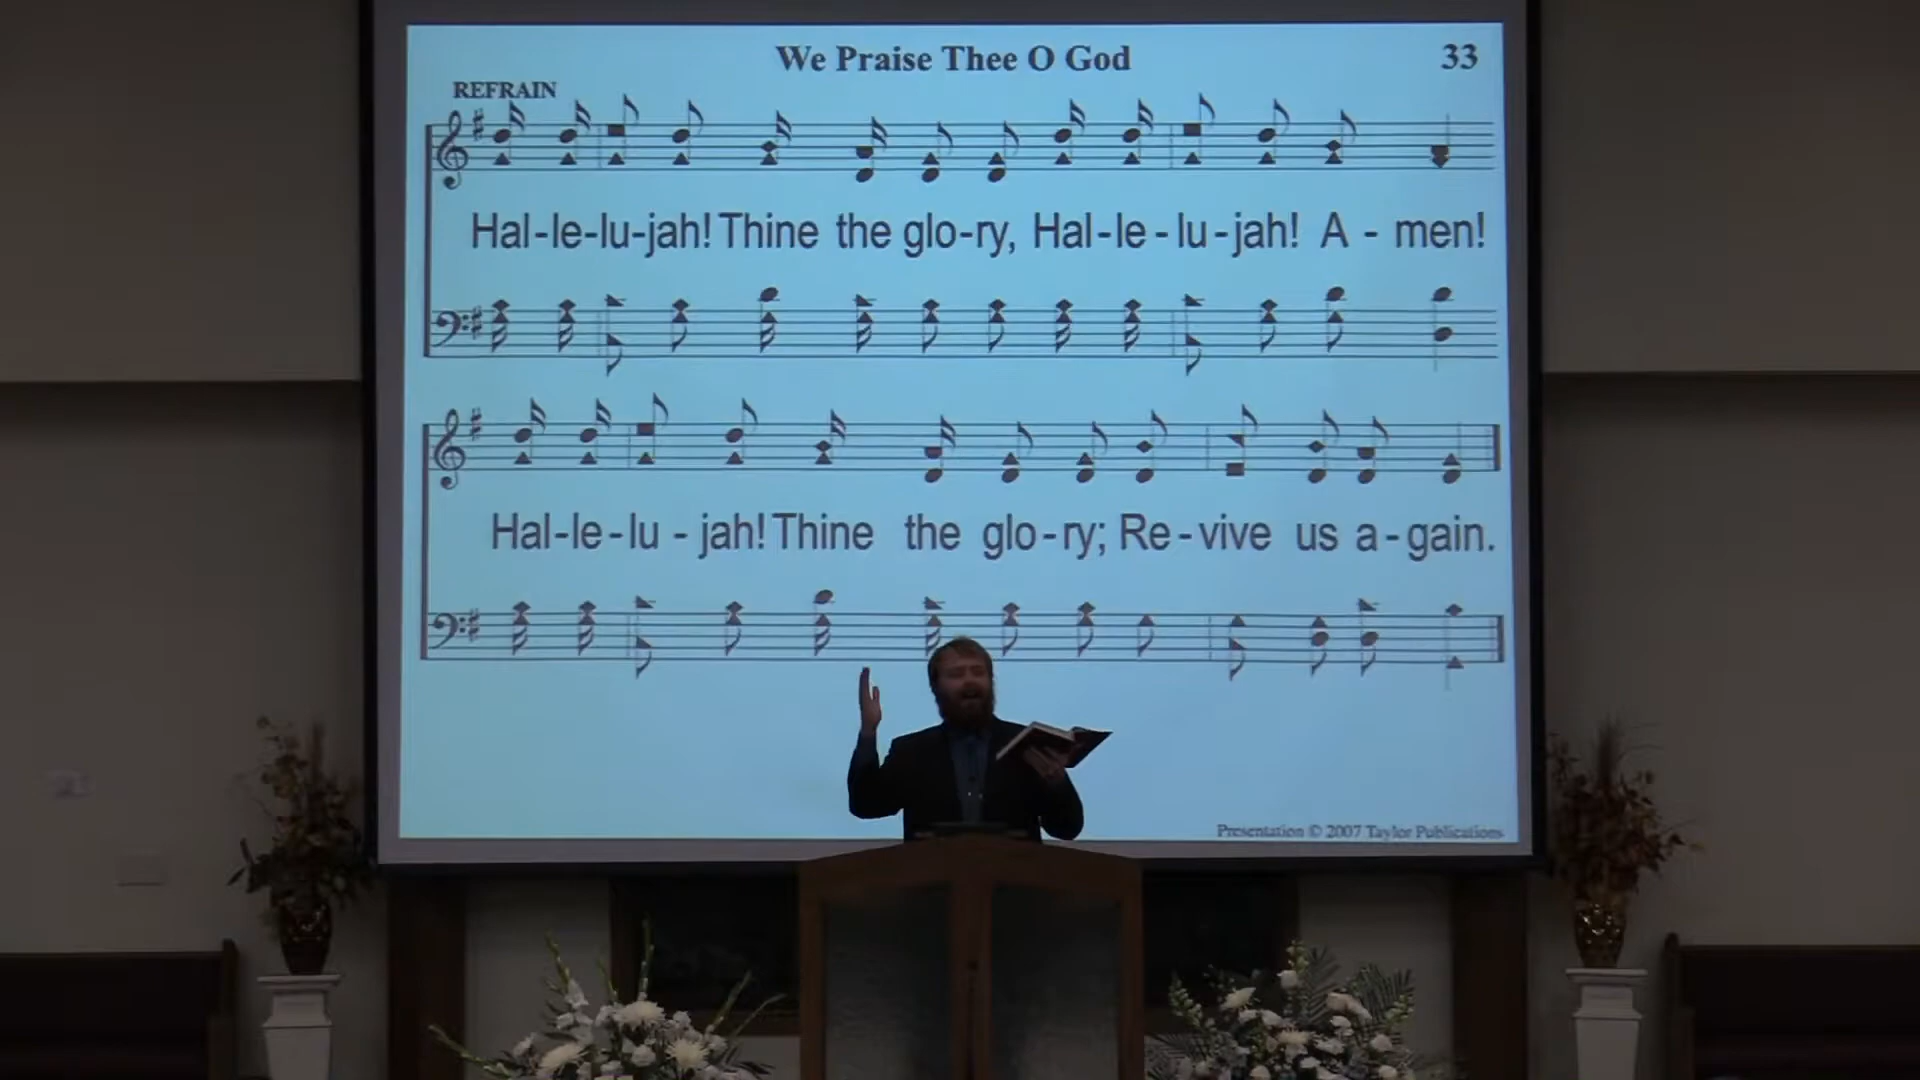 We Praise Thee O God 33
REFRAIN
Hal-le-lu-jah! Thine the glo-ry, Hal-le-lu-jah! A-men!
Hal-le-lu-jah! Thine the glo-ry; Re-vive us a-gain.
Presentation © 2007 Taylor Publications